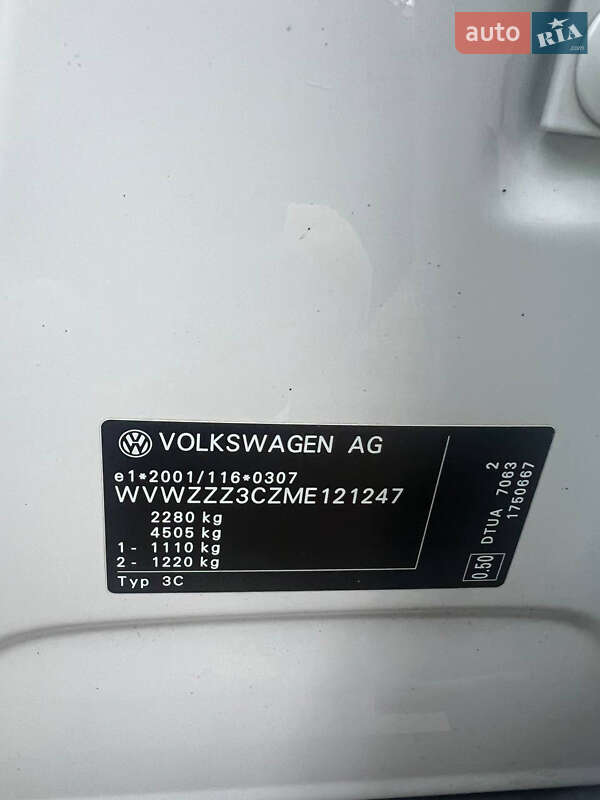 auto RIA.com
VOLKSWAGEN AG
e1*2001/116*0307
WVWZZZ3CZME121247
2280 kg
4505 kg
1 - 1110 kg
2 - 1220 kg
Typ 3C
0.50
DTUA 7063 2
1750667